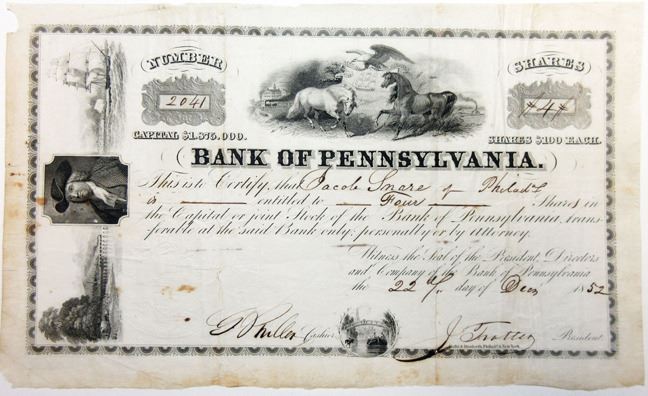 NUMBER
2041
CAPITAL $1.875.000.
SHARES
4
SHARES $100 EACH.
BANK OF PENNSYLVANIA.
This is to Certify, that Jacob Snare of Philada
is entitled to Four Shares in
the Capital or joint Stock of the Bank of Pennsylvania, trans-
ferable at the said Bank only; personally or by attorney.
Witness the Seal of the President, Directors
and Company of the Bank of Pennsylvania
the 22nd day of Dec 1852
Cashier
J. Trotter President